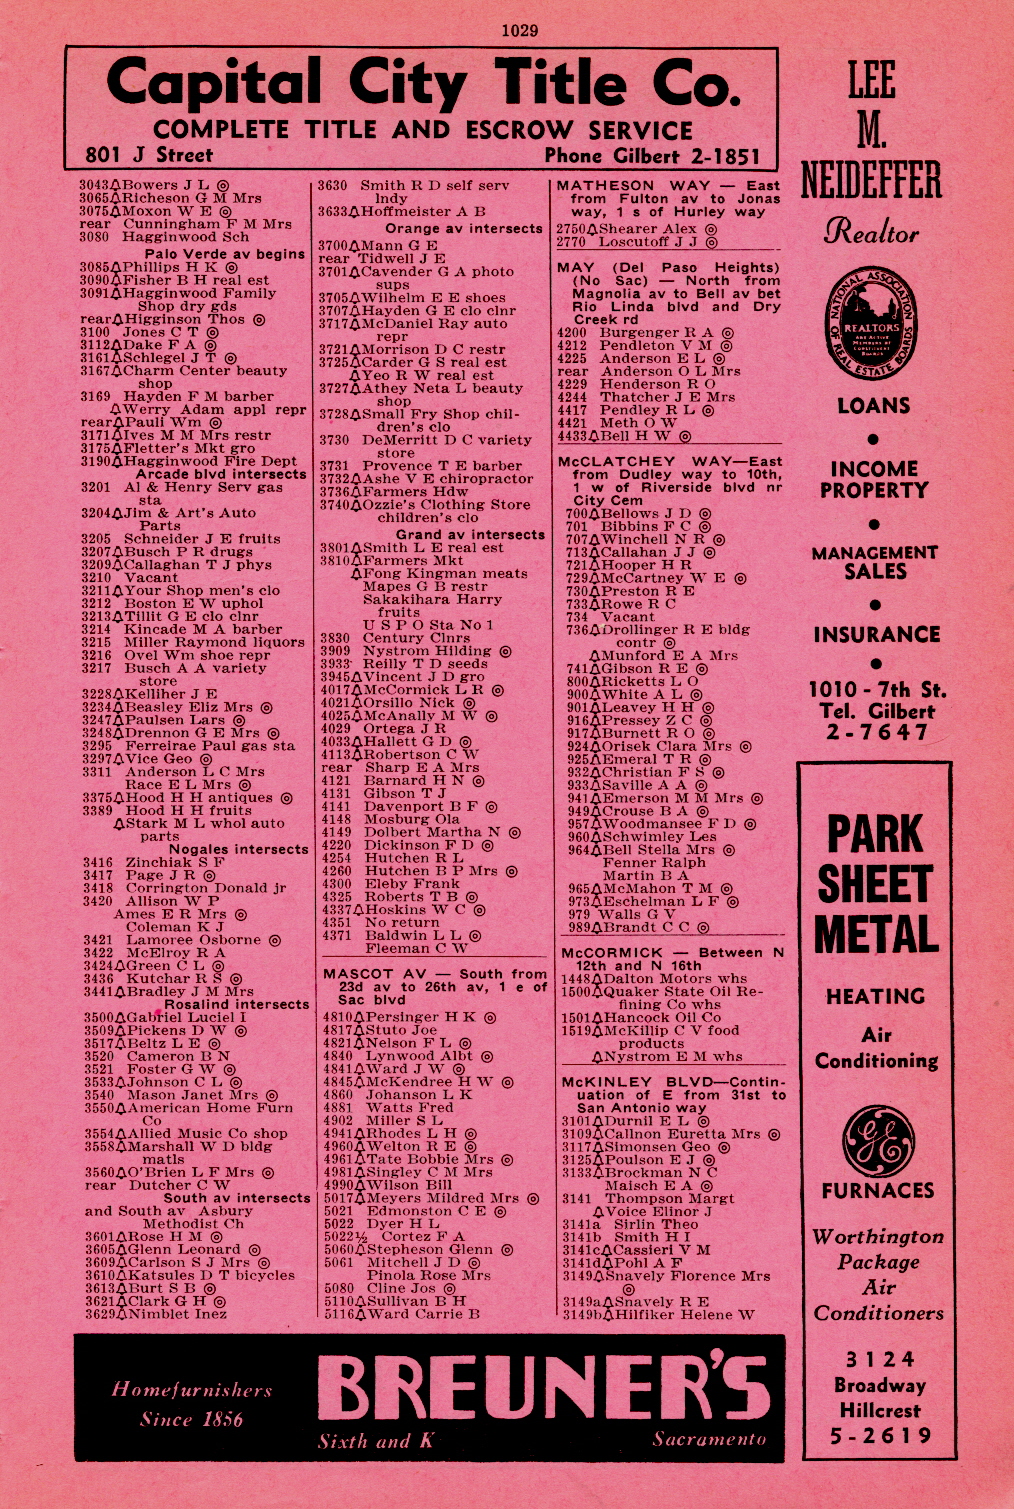 1029
Capital City Title Co.
COMPLETE TITLE AND ESCROW SERVICE
801 J Street Phone Gilbert 2-1851
3043△Bowers J L ◎
3065△Richeson G M Mrs
3075△Moxon W E ◎
rear Cunningham F M Mrs
3080 Hagginwood Sch
Palo Verde av begins
3085△Phillips H K ◎
3090△Fisher B H real est
3091△Hagginwood Family
Shop dry gds
rear△Higginson Thos ◎
3100 Jones C T ◎
3112△Dake F A ◎
3161△Schlegel J T ◎
3167△Charm Center beauty
shop
3169 Hayden F M barber
△Werry Adam appl repr
rear△Pauli Wm ◎
3171△Ives M M Mrs restr
3175△Fletter's Mkt gro
3190△Hagginwood Fire Dept
Arcade blvd intersects
3201 Al & Henry Serv gas
sta
3204△Jim & Art's Auto
Parts
3205 Schneider J E fruits
3207△Busch P R drugs
3209△Callaghan T J phys
3210 Vacant
3211△Your Shop men's clo
3212 Boston E W uphol
3213△Tillit G E clo clnr
3214 Kincade M A barber
3215 Miller Raymond liquors
3216 Ovel Wm shoe repr
3217 Busch A A variety
store
3228△Kelliher J E
3234△Beasley Eliz Mrs ◎
3247△Paulsen Lars ◎
3248△Drennon G E Mrs ◎
3295 Ferreirae Paul gas sta
3297△Vice Geo ◎
3311 Anderson L C Mrs
Race E L Mrs ◎
3375△Hood H H antiques ◎
3389 Hood H H fruits
△Stark M L whol auto
parts
Nogales intersects
3416 Zinchiak S F
3417 Page J R ◎
3418 Corrington Donald jr
3420 Allison W P
Ames E R Mrs ◎
Coleman K J
3421 Lamoree Osborne ◎
3422 McElroy R A
3424△Green C L ◎
3436 Kutchar R S ◎
3441△Bradley J M Mrs
Rosalind intersects
3500△Gabriel Luciel I
3509△Pickens D W ◎
3517△Beltz L E ◎
3520 Cameron B N
3521 Foster G W ◎
3533△Johnson C L ◎
3540 Mason Janet Mrs ◎
3550△American Home Furn
Co
3554△Allied Music Co shop
3558△Marshall W D bldg
matls
3560△O'Brien L F Mrs ◎
rear Dutcher C W
South av intersects
and South av Asbury
Methodist Ch
3601△Rose H M ◎
3605△Glenn Leonard ◎
3609△Carlson S J Mrs ◎
3610△Katsules D T bicycles
3613△Burt S B ◎
3621△Clark G H ◎
3629△Nimblet Inez
3630 Smith R D self serv
lndy
3633△Hoffmeister A B
Orange av intersects
3700△Mann G E
rear Tidwell J E
3701△Cavender G A photo
sups
3705△Wilhelm E E shoes
3707△Hayden G E clo clnr
3717△McDaniel Ray auto
repr
3721△Morrison D C restr
3725△Carder G S real est
△Yeo R W real est
3727△Athey Neta L beauty
shop
3728△Small Fry Shop chil-
dren's clo
3730 DeMerritt D C variety
store
3731 Provence T E barber
3732△Ashe V E chiropractor
3736△Farmers Hdw
3740△Ozzie's Clothing Store
children's clo
Grand av intersects
3801△Smith L E real est
3810△Farmers Mkt
△Fong Kingman meats
Mapes G B restr
Sakakihara Harry
fruits
U S P O Sta No 1
3830 Century Clnrs
3909 Nystrom Hilding ◎
3933 Reilly T D seeds
3945△Vincent J D gro
4017△McCormick L R ◎
4021△Orsillo Nick ◎
4025△McAnally M W ◎
4029 Ortega J R
4033△Hallett G D ◎
4113△Robertson C W
rear Sharp E A Mrs
4121 Barnard H N ◎
4131 Gibson T J
4141 Davenport B F ◎
4148 Mosburg Ola
4149 Dolbert Martha N ◎
4220 Dickinson F D ◎
4254 Hutchen R L
4260 Hutchen B P Mrs ◎
4300 Eleby Frank
4325 Roberts T B ◎
4337△Hoskins W C ◎
4351 No return
4371 Baldwin L L ◎
Fleeman C W
MASCOT AV — South from
23d av to 26th av, 1 e of
Sac blvd
4810△Persinger H K ◎
4817△Stuto Joe
4821△Nelson F L ◎
4840 Lynwood Albt ◎
4841△Ward J W ◎
4845△McKendree H W ◎
4860 Johanson L K
4881 Watts Fred
4902 Miller S L
4941△Rhodes L H ◎
4960△Welton R E ◎
4961△Tate Bobbie Mrs ◎
4981△Singley C M Mrs
4990△Wilson Bill
5017△Meyers Mildred Mrs ◎
5021 Edmonston C E ◎
5022 Dyer H L
5022½ Cortez F A
5060△Stepheson Glenn ◎
5061 Mitchell J D ◎
Pinola Rose Mrs
5080 Cline Jos ◎
5110△Sullivan B H
5116△Ward Carrie B
MATHESON WAY — East
from Fulton av to Jonas
way, 1 s of Hurley way
2750△Shearer Alex ◎
2770 Loscutoff J J ◎
MAY (Del Paso Heights)
(No Sac) — North from
Magnolia av to Bell av bet
Rio Linda blvd and Dry
Creek rd
4200 Burgenger R A ◎
4212 Pendleton V M ◎
4225 Anderson E L ◎
rear Anderson O L Mrs
4229 Henderson R O
4244 Thatcher J E Mrs
4417 Pendley R L ◎
4421 Meth O W
4433△Bell H W ◎
McCLATCHEY WAY—East
from Dudley way to 10th,
1 w of Riverside blvd nr
City Cem
700△Bellows J D ◎
701 Bibbins F C ◎
707△Winchell N R ◎
713△Callahan J J ◎
721△Hooper H R
729△McCartney W E ◎
730△Preston R E
733△Rowe R C
734 Vacant
736△Drollinger R E bldg
contr ◎
△Munford E A Mrs
741△Gibson R E ◎
800△Ricketts L O
900△White A L ◎
901△Leavey H H ◎
916△Pressey Z C ◎
917△Burnett R O ◎
924△Orisek Clara Mrs ◎
925△Emeral T R ◎
932△Christian F S ◎
933△Saville A A ◎
941△Emerson M M Mrs ◎
949△Crouse B A ◎
957△Woodmansee F D ◎
960△Schwimley Les
964△Bell Stella Mrs ◎
Fenner Ralph
Martin B A
965△McMahon T M ◎
973△Eschelman L F ◎
979 Walls G V
989△Brandt C C ◎
McCORMICK — Between N
12th and N 16th
1448△Dalton Motors whs
1500△Quaker State Oil Re-
fining Co whs
1501△Hancock Oil Co
1519△McKillip C V food
products
△Nystrom E M whs
McKINLEY BLVD—Contin-
uation of E from 31st to
San Antonio way
3101△Durnil E L ◎
3109△Callnon Euretta Mrs ◎
3117△Simonsen Geo ◎
3125△Poulson E J ◎
3133△Brockman N C
Maisch E A ◎
3141 Thompson Margt
△Voice Elinor J
3141a Sirlin Theo
3141b Smith H I
3141c△Cassieri V M
3141d△Pohl A F
3149△Snavely Florence Mrs
◎
3149a△Snavely R E
3149b△Hilfiker Helene W
LEE
M.
NEIDEFFER
Realtor
NATIONAL ASSOCIATION
OF REAL ESTATE BOARDS
REALTORS
ARE ACTIVE
MEMBERS OF
CONSTITUENT
BOARDS
LOANS
●
INCOME
PROPERTY
●
MANAGEMENT
SALES
●
INSURANCE
●
1010 - 7th St.
Tel. Gilbert
2-7647
PARK
SHEET
METAL
HEATING
Air
Conditioning
GE
FURNACES
Worthington
Package
Air
Conditioners
3124
Broadway
Hillcrest
5-2619
Homefurnishers
Since 1856
BREUNER'S
Sixth and K Sacramento